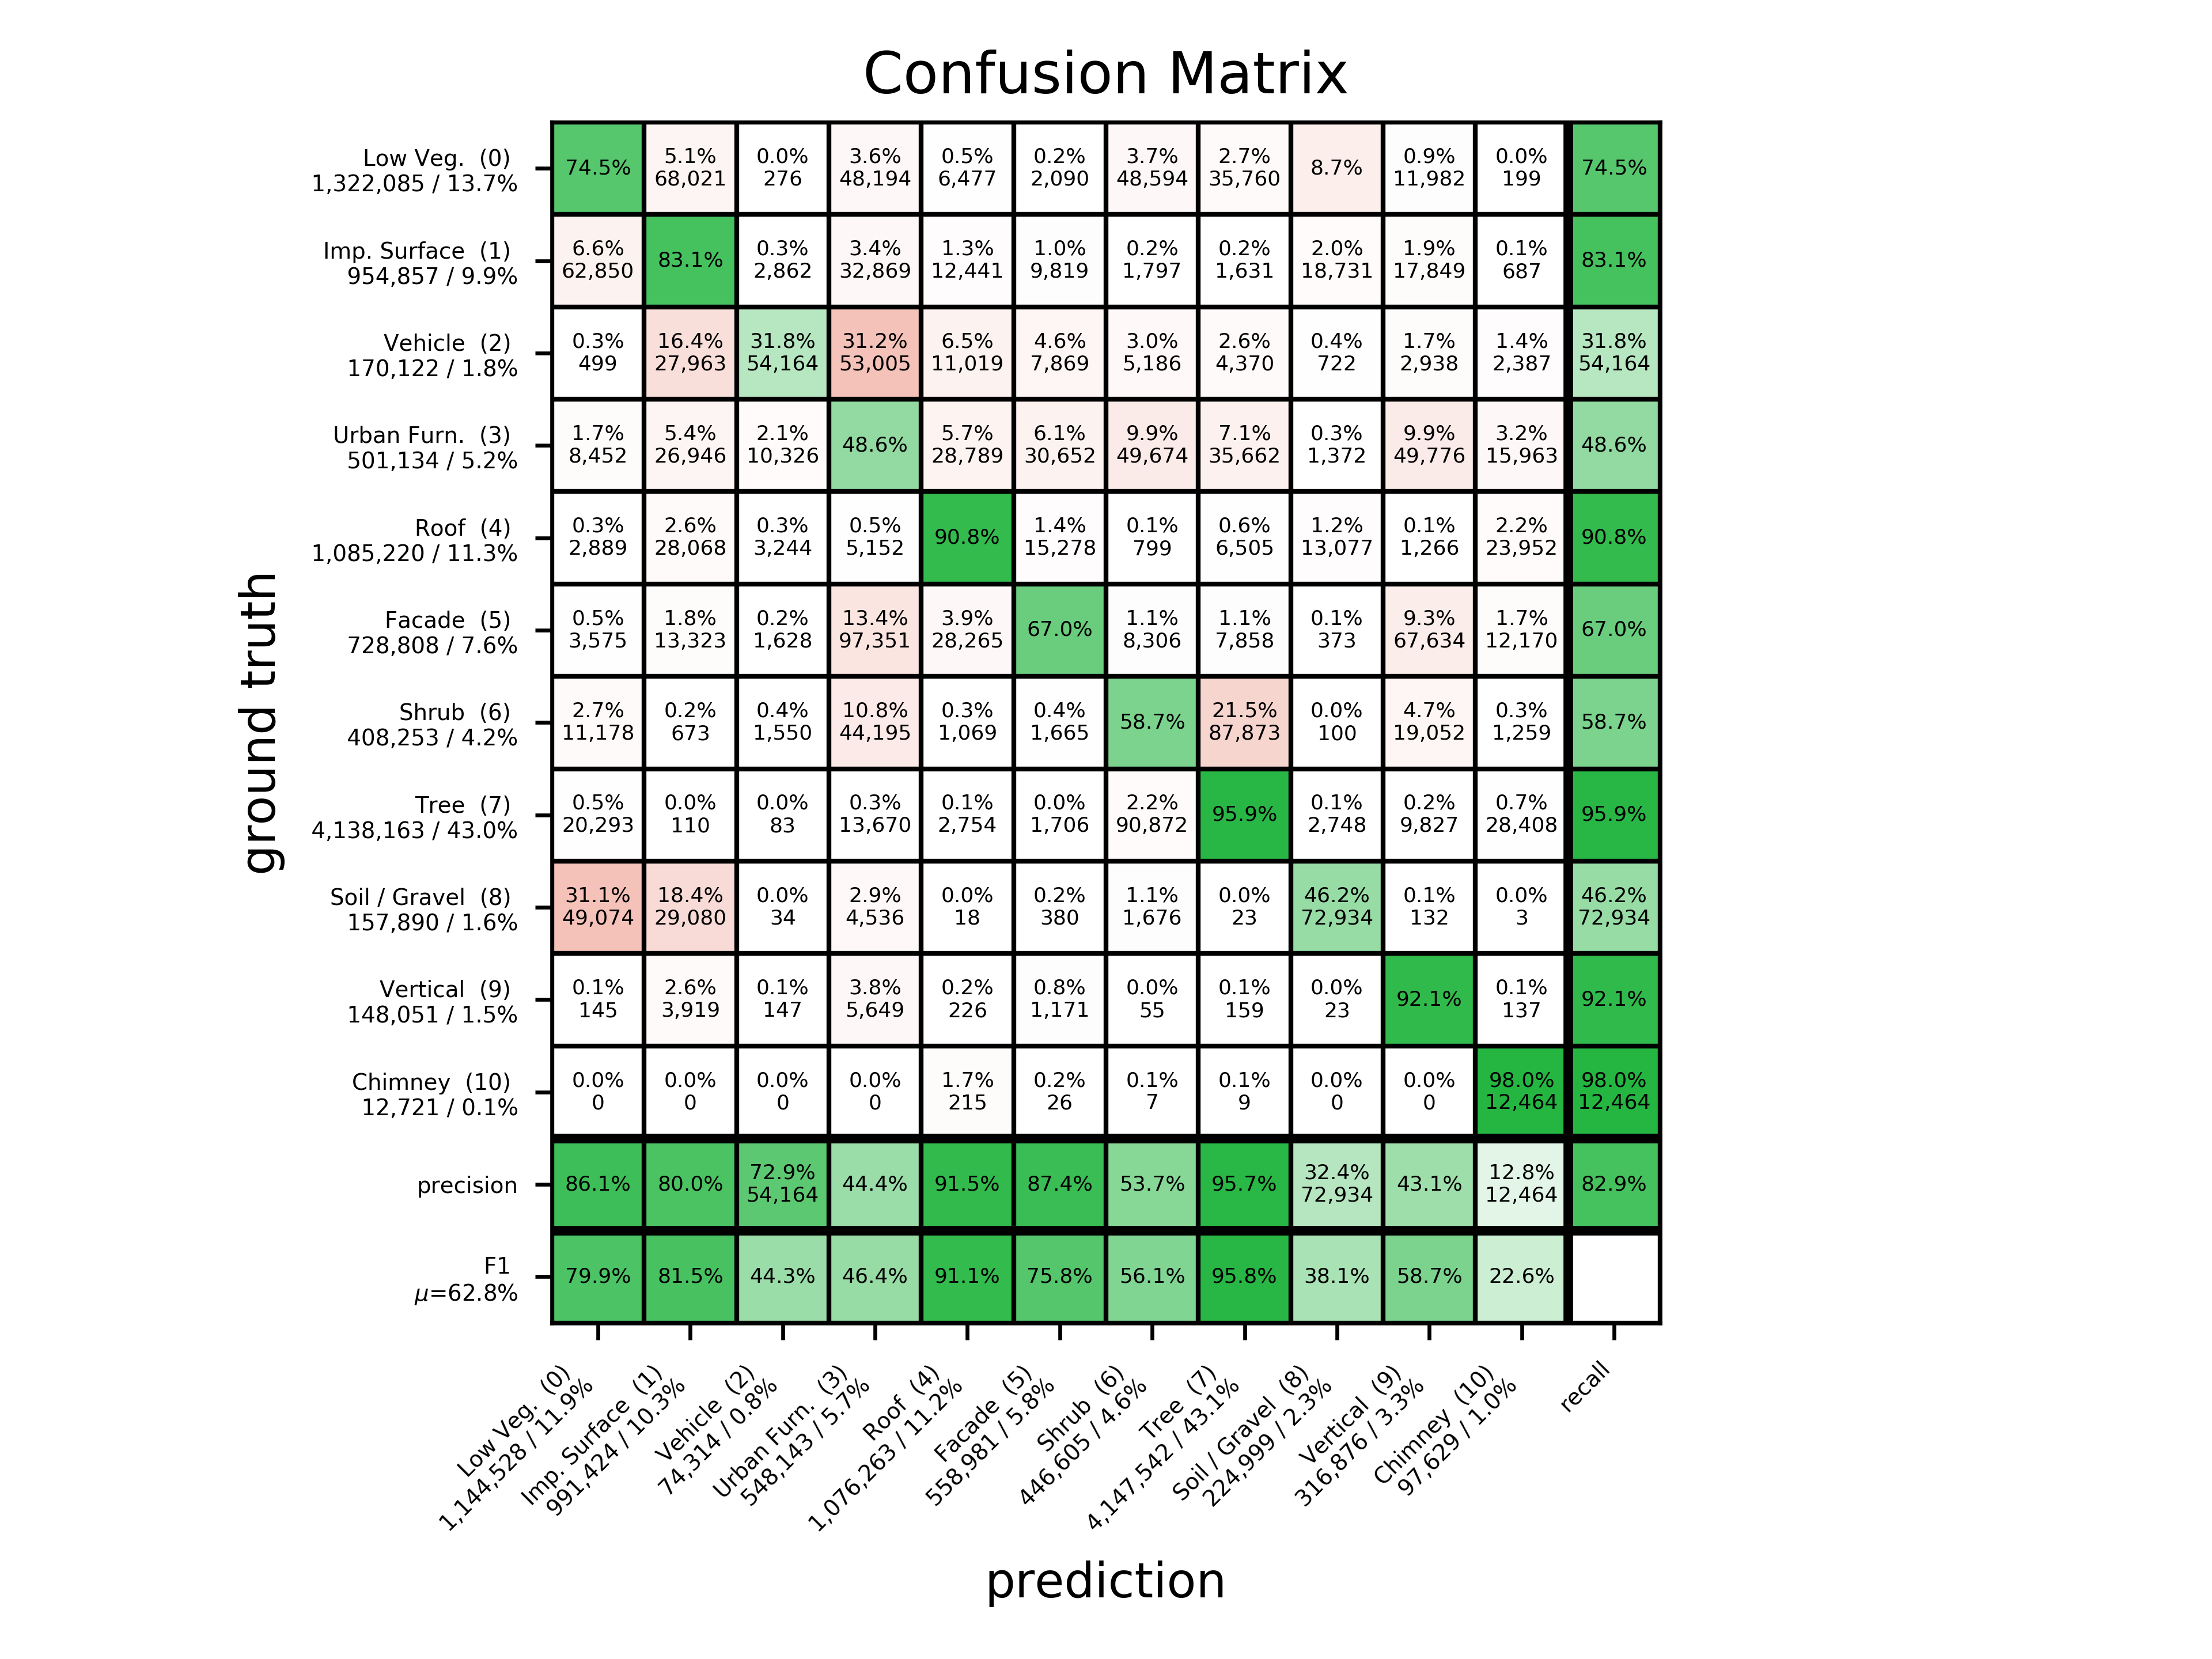 Confusion Matrix
Low Veg. (0)
1,322,085 / 13.7%
74.5% 5.1% 0.0% 3.6% 0.5% 0.2% 3.7% 2.7% 8.7% 0.9% 0.0% 74.5%
68,021 276 48,194 6,477 2,090 48,594 35,760 11,982 199
Imp. Surface (1)
954,857 / 9.9%
6.6% 83.1% 0.3% 3.4% 1.3% 1.0% 0.2% 0.2% 2.0% 1.9% 0.1% 83.1%
62,850 2,862 32,869 12,441 9,819 1,797 1,631 18,731 17,849 687
Vehicle (2)
170,122 / 1.8%
0.3% 16.4% 31.8% 31.2% 6.5% 4.6% 3.0% 2.6% 0.4% 1.7% 1.4% 31.8%
499 27,963 54,164 53,005 11,019 7,869 5,186 4,370 722 2,938 2,387 54,164
Urban Furn. (3)
501,134 / 5.2%
1.7% 5.4% 2.1% 48.6% 5.7% 6.1% 9.9% 7.1% 0.3% 9.9% 3.2% 48.6%
8,452 26,946 10,326 28,789 30,652 49,674 35,662 1,372 49,776 15,963
Roof (4)
1,085,220 / 11.3%
0.3% 2.6% 0.3% 0.5% 90.8% 1.4% 0.1% 0.6% 1.2% 0.1% 2.2% 90.8%
2,889 28,068 3,244 5,152 15,278 799 6,505 13,077 1,266 23,952
Facade (5)
728,808 / 7.6%
0.5% 1.8% 0.2% 13.4% 3.9% 67.0% 1.1% 1.1% 0.1% 9.3% 1.7% 67.0%
3,575 13,323 1,628 97,351 28,265 8,306 7,858 373 67,634 12,170
Shrub (6)
408,253 / 4.2%
2.7% 0.2% 0.4% 10.8% 0.3% 0.4% 58.7% 21.5% 0.0% 4.7% 0.3% 58.7%
11,178 673 1,550 44,195 1,069 1,665 87,873 100 19,052 1,259
Tree (7)
4,138,163 / 43.0%
0.5% 0.0% 0.0% 0.3% 0.1% 0.0% 2.2% 95.9% 0.1% 0.2% 0.7% 95.9%
20,293 110 83 13,670 2,754 1,706 90,872 2,748 9,827 28,408
Soil / Gravel (8)
157,890 / 1.6%
31.1% 18.4% 0.0% 2.9% 0.0% 0.2% 1.1% 0.0% 46.2% 0.1% 0.0% 46.2%
49,074 29,080 34 4,536 18 380 1,676 23 72,934 132 3 72,934
Vertical (9)
148,051 / 1.5%
0.1% 2.6% 0.1% 3.8% 0.2% 0.8% 0.0% 0.1% 0.0% 92.1% 0.1% 92.1%
145 3,919 147 5,649 226 1,171 55 159 23 137
Chimney (10)
12,721 / 0.1%
0.0% 0.0% 0.0% 0.0% 1.7% 0.2% 0.1% 0.1% 0.0% 0.0% 98.0% 98.0%
0 0 0 0 215 26 7 9 0 0 12,464 12,464
precision
86.1% 80.0% 72.9% 44.4% 91.5% 87.4% 53.7% 95.7% 32.4% 43.1% 12.8% 82.9%
54,164 72,934 12,464
F1
μ=62.8%
79.9% 81.5% 44.3% 46.4% 91.1% 75.8% 56.1% 95.8% 38.1% 58.7% 22.6%
ground truth
Low Veg. (0)
1,144,528 / 11.9%
Imp. Surface (1)
991,424 / 10.3%
Vehicle (2)
74,314 / 0.8%
Urban Furn. (3)
548,143 / 5.7%
Roof (4)
1,076,263 / 11.2%
Facade (5)
558,981 / 5.8%
Shrub (6)
446,605 / 4.6%
Tree (7)
4,147,542 / 43.1%
Soil / Gravel (8)
224,999 / 2.3%
Vertical (9)
316,876 / 3.3%
Chimney (10)
97,629 / 1.0%
recall
prediction